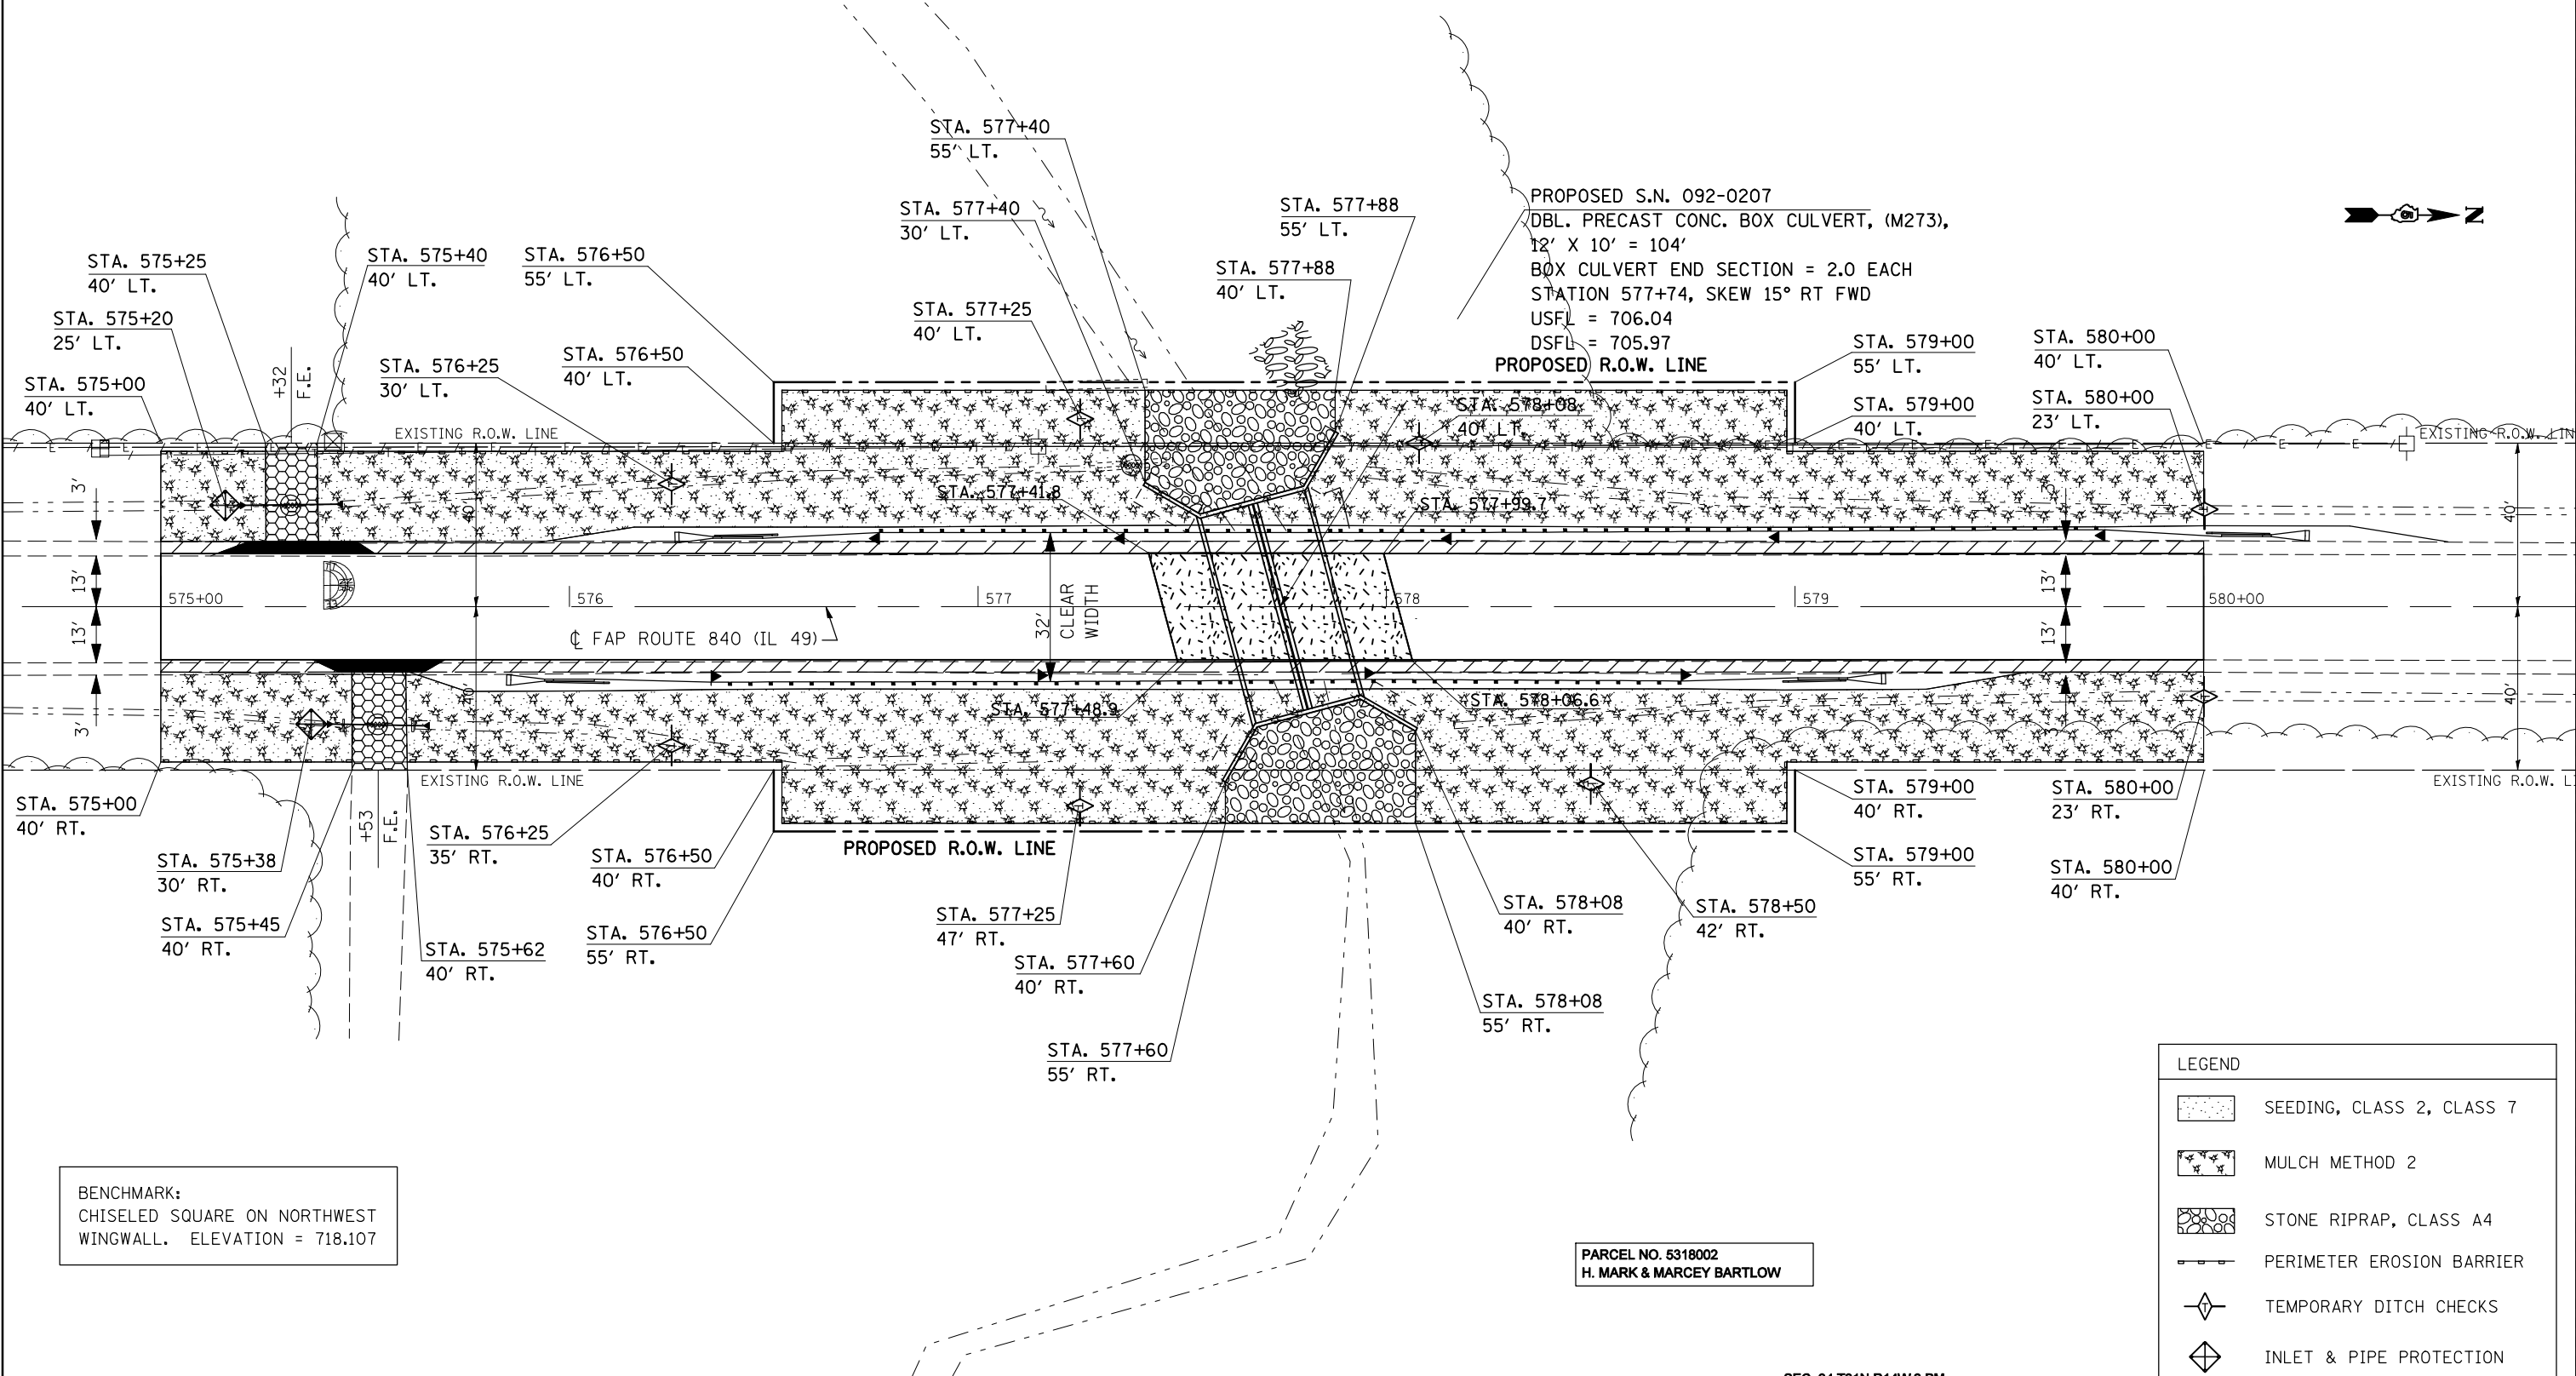 STA. 577+40
55' LT.
STA. 577+40
30' LT.
STA. 577+88
55' LT.
STA. 577+88
40' LT.
PROPOSED S.N. 092-0207
DBL. PRECAST CONC. BOX CULVERT, (M273),
12' X 10' = 104'
BOX CULVERT END SECTION = 2.0 EACH
STATION 577+74, SKEW 15° RT FWD
USFL = 706.04
DSFL = 705.97
PROPOSED R.O.W. LINE
N
STA. 575+25
40' LT.
STA. 575+40
40' LT.
STA. 576+50
55' LT.
STA. 575+20
25' LT.
STA. 577+25
40' LT.
STA. 575+00
40' LT.
+32
F.E.
STA. 576+25
30' LT.
STA. 576+50
40' LT.
STA. 579+00
55' LT.
STA. 580+00
40' LT.
STA. 579+00
40' LT.
STA. 580+00
23' LT.
STA. 578+08
40' LT.
EXISTING R.O.W. LINE
EXISTING R.O.W. LIN
STA. 577+41.8
STA. 577+99.7
3'
40'
40'
13'
13'
32' CLEAR
WIDTH
13'
13'
575+00
576
577
578
579
580+00
℄ FAP ROUTE 840 (IL 49)
3'
40'
40'
STA. 577+48.9
STA. 578+06.6
EXISTING R.O.W. LINE
EXISTING R.O.W. LI
STA. 575+00
40' RT.
+53
F.E.
STA. 576+25
35' RT.
STA. 576+50
40' RT.
PROPOSED R.O.W. LINE
STA. 579+00
40' RT.
STA. 580+00
23' RT.
STA. 575+38
30' RT.
STA. 579+00
55' RT.
STA. 580+00
40' RT.
STA. 575+45
40' RT.
STA. 575+62
40' RT.
STA. 576+50
55' RT.
STA. 577+25
47' RT.
STA. 578+08
40' RT.
STA. 578+50
42' RT.
STA. 577+60
40' RT.
STA. 578+08
55' RT.
STA. 577+60
55' RT.
BENCHMARK:
CHISELED SQUARE ON NORTHWEST
WINGWALL. ELEVATION = 718.107
PARCEL NO. 5318002
H. MARK & MARCEY BARTLOW
LEGEND
SEEDING, CLASS 2, CLASS 7
MULCH METHOD 2
STONE RIPRAP, CLASS A4
PERIMETER EROSION BARRIER
TEMPORARY DITCH CHECKS
INLET & PIPE PROTECTION